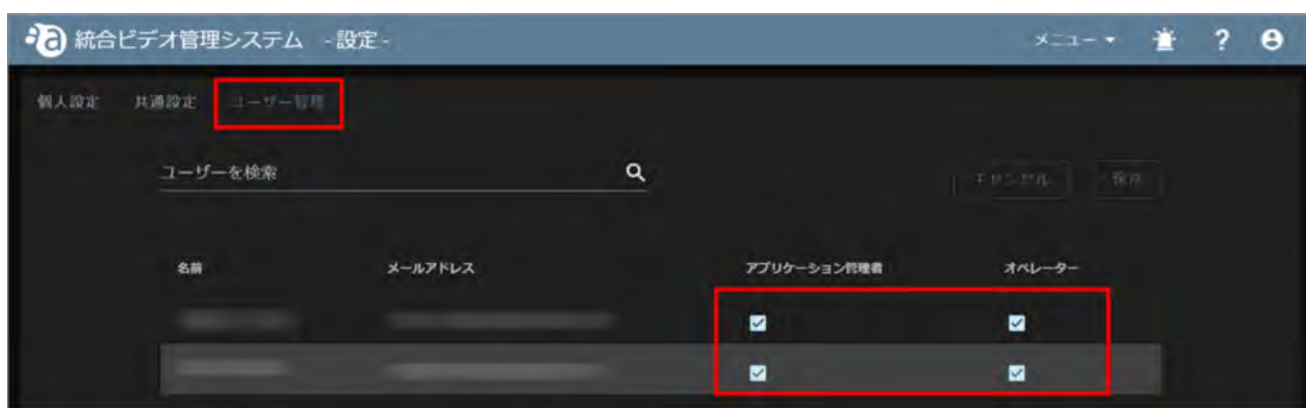 統合ビデオ管理システム - 設定 -
メニュー
?
個人設定 共通設定 ユーザー管理
ユーザーを検索
キャンセル 保存
名前 メールアドレス アプリケーション管理者 オペレーター